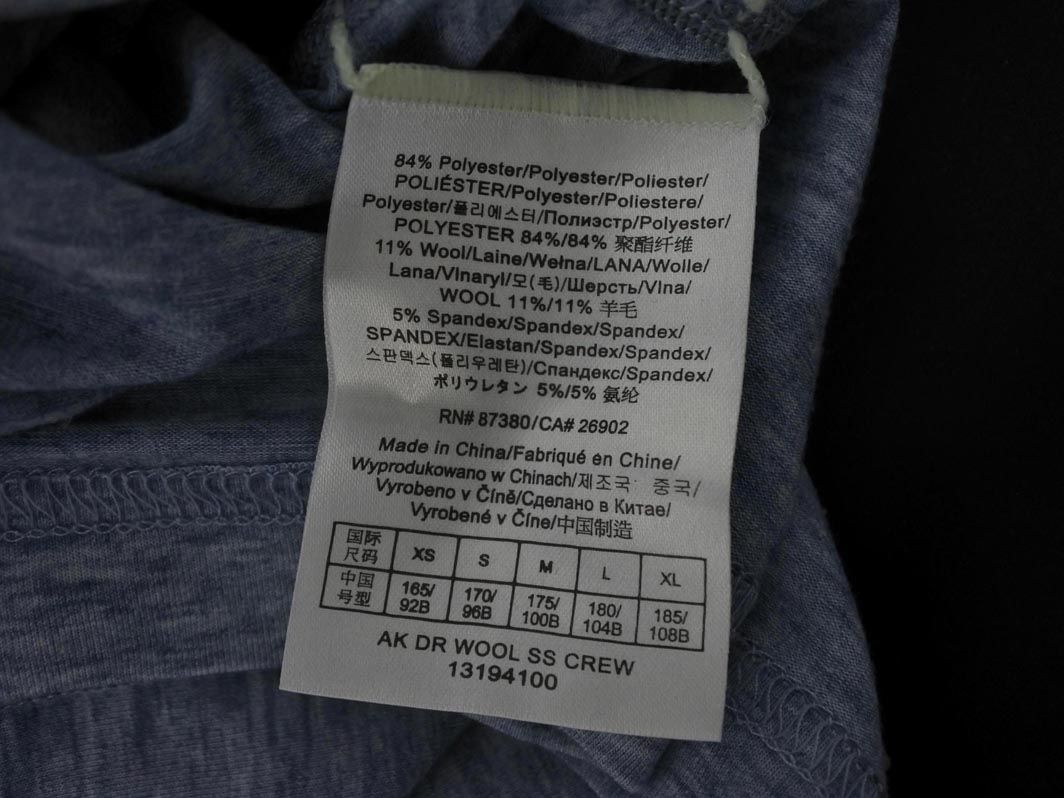 84% Polyester/Polyester/Poliester/
POLIÉSTER/Polyester/Poliestere/
Polyester/폴리에스터/Полиэстр/Polyester/
POLYESTER 84%/84% 聚酯纤维
11% Wool/Laine/Wełna/LANA/Wolle/
Lana/Vlnaryl/모(毛)/Шерсть/Vlna/
WOOL 11%/11% 羊毛
5% Spandex/Spandex/Spandex/
SPANDEX/Elastan/Spandex/Spandex/
스판덱스(폴리우레탄)/Спандекс/Spandex/
ポリウレタン 5%/5% 氨纶
RN# 87380/CA# 26902
Made in China/Fabriqué en Chine/
Wyprodukowano w Chinach/제조국: 중국/
Vyrobeno v Číně/Сделано в Китае/
Vyrobené v Číne/中国制造
国际尺码 XS S M L XL
中国号型 165/92B 170/96B 175/100B 180/104B 185/108B
AK DR WOOL SS CREW
13194100